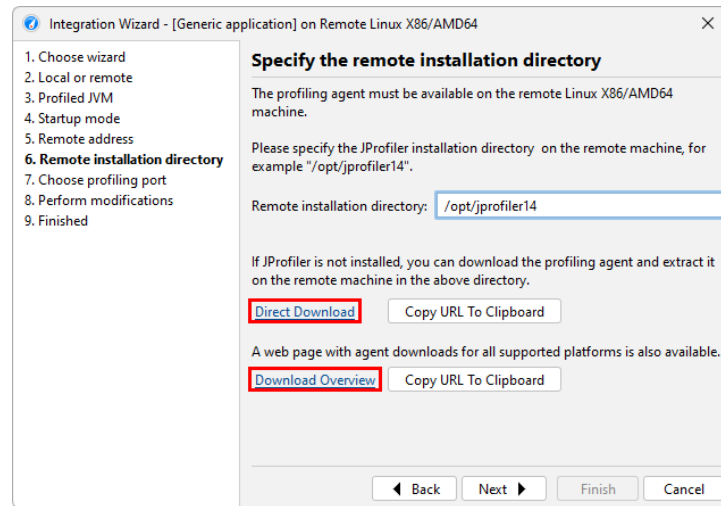 Integration Wizard - [Generic application] on Remote Linux X86/AMD64
1. Choose wizard
2. Local or remote
3. Profiled JVM
4. Startup mode
5. Remote address
6. Remote installation directory
7. Choose profiling port
8. Perform modifications
9. Finished
Specify the remote installation directory
The profiling agent must be available on the remote Linux X86/AMD64
machine.
Please specify the JProfiler installation directory on the remote machine, for
example "/opt/jprofiler14".
Remote installation directory: /opt/jprofiler14
If JProfiler is not installed, you can download the profiling agent and extract it
on the remote machine in the above directory.
Direct Download Copy URL To Clipboard
A web page with agent downloads for all supported platforms is also available.
Download Overview Copy URL To Clipboard
Back Next Finish Cancel